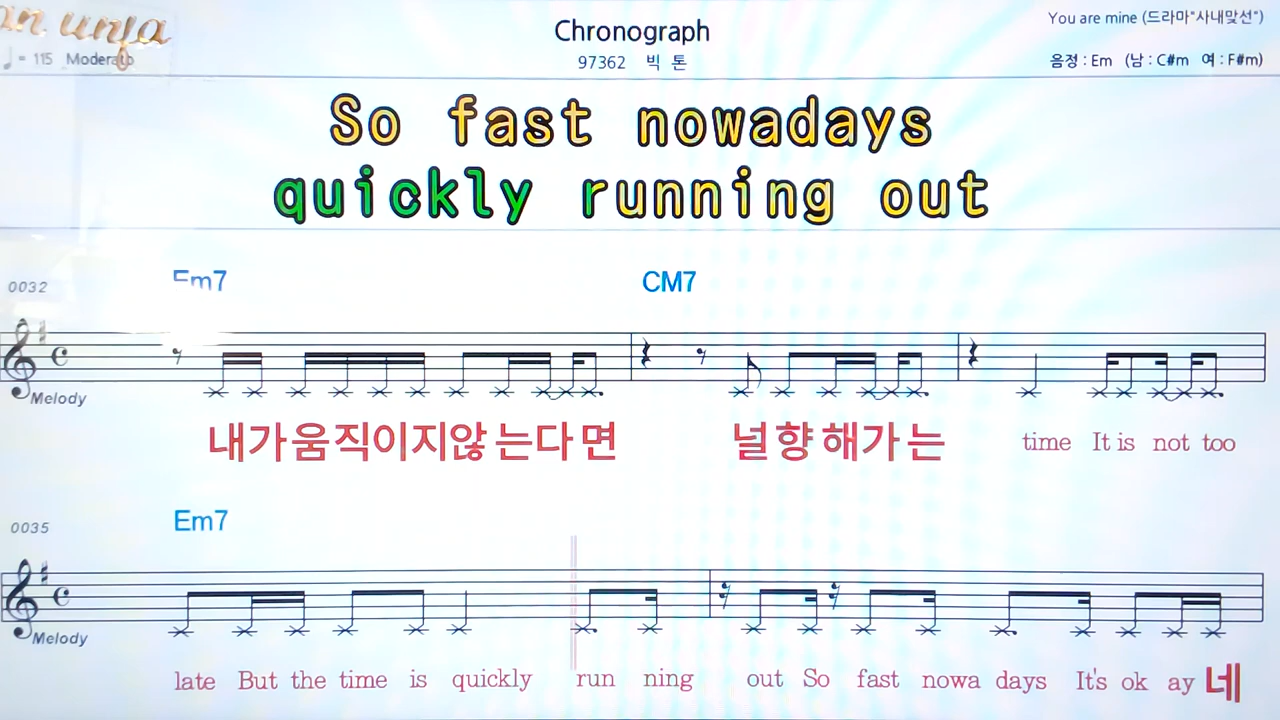 Chronograph
You are mine (드라마"사내맞선")
♩= 115 Moderato
97362 빅 톤
음정 : Em (남 : C#m 여 : F#m)
So fast nowadays
quickly running out
0032 Em7 CM7
Melody
내가움직이지않 는다 면 널향 해가 는 time It is not too
0035 Em7
Melody
late But the time is quickly run ning out So fast nowa days It's ok ay 네